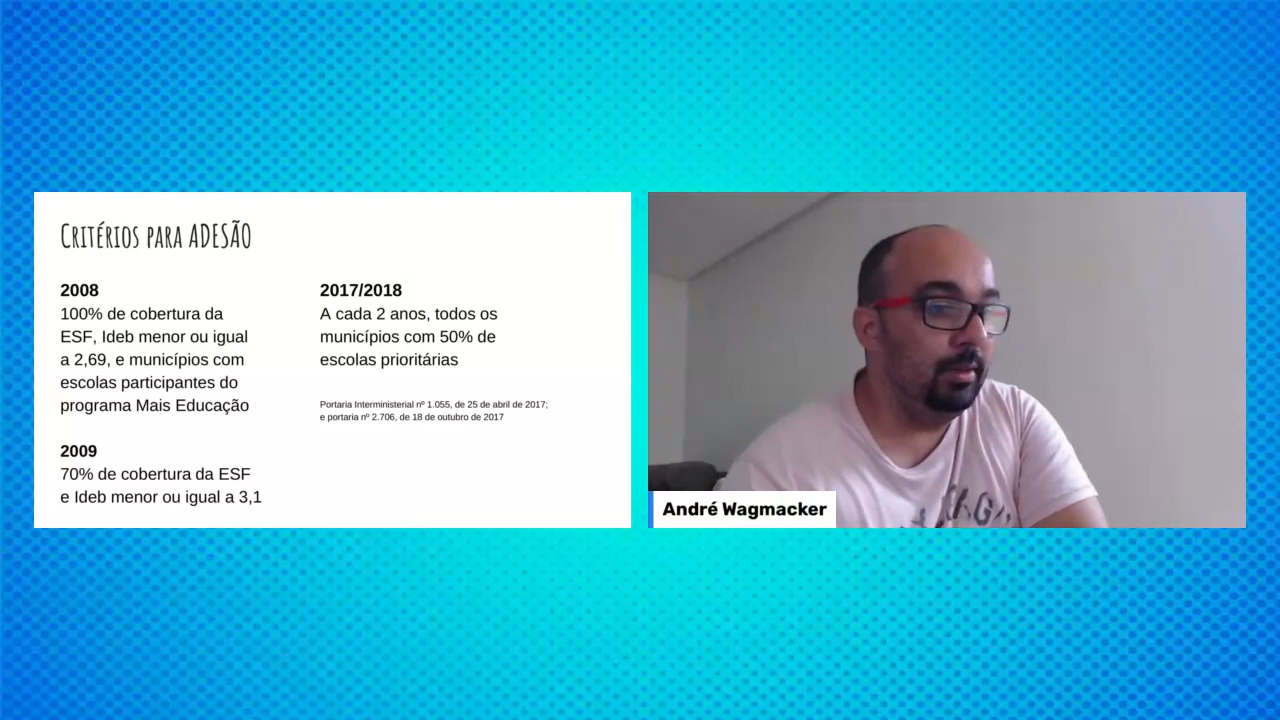 Critérios para ADESÃO
2008
100% de cobertura da
ESF, Ideb menor ou igual
a 2,69, e municípios com
escolas participantes do
programa Mais Educação
2009
70% de cobertura da ESF
e Ideb menor ou igual a 3,1
2017/2018
A cada 2 anos, todos os
municípios com 50% de
escolas prioritárias
Portaria Interministerial nº 1.055, de 25 de abril de 2017;
e portaria nº 2.706, de 18 de outubro de 2017
André Wagmacker